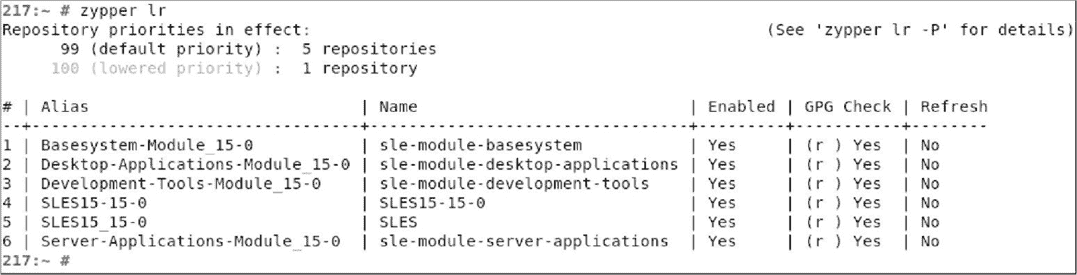 217:~ # zypper lr
Repository priorities in effect: (See 'zypper lr -P' for details)
99 (default priority) : 5 repositories
100 (lowered priority) : 1 repository
# | Alias | Name | Enabled | GPG Check | Refresh
--+-----------------------------------+--------------------------------+---------+-----------+--------
1 | Basesystem-Module_15-0 | sle-module-basesystem | Yes | (r ) Yes | No
2 | Desktop-Applications-Module_15-0 | sle-module-desktop-applications | Yes | (r ) Yes | No
3 | Development-Tools-Module_15-0 | sle-module-development-tools | Yes | (r ) Yes | No
4 | SLES15-15-0 | SLES15-15-0 | Yes | (r ) Yes | No
5 | SLES15_15-0 | SLES | Yes | (r ) Yes | No
6 | Server-Applications-Module_15-0 | sle-module-server-applications | Yes | (r ) Yes | No
217:~ #